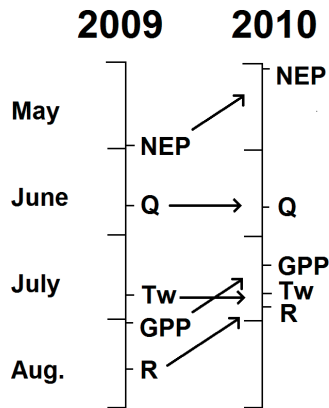 2009 2010
NEP
May
NEP
June Q Q
GPP
July Tw Tw
GPP R
Aug. R